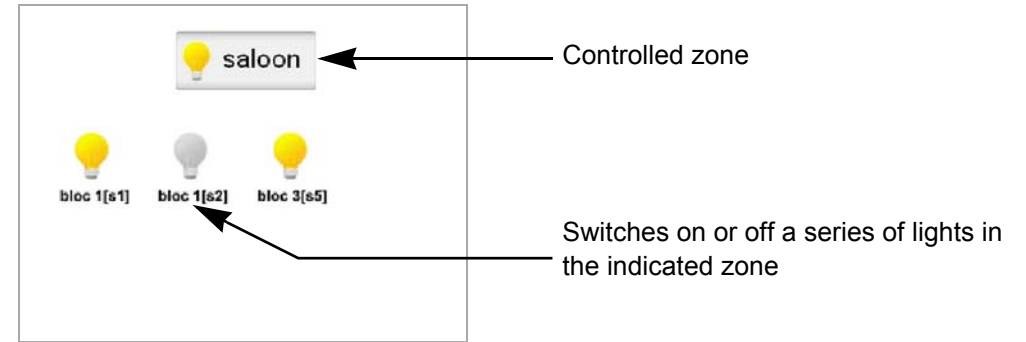 saloon
Controlled zone
bloc 1[s1]
bloc 1[s2]
bloc 3[s5]
Switches on or off a series of lights in
the indicated zone